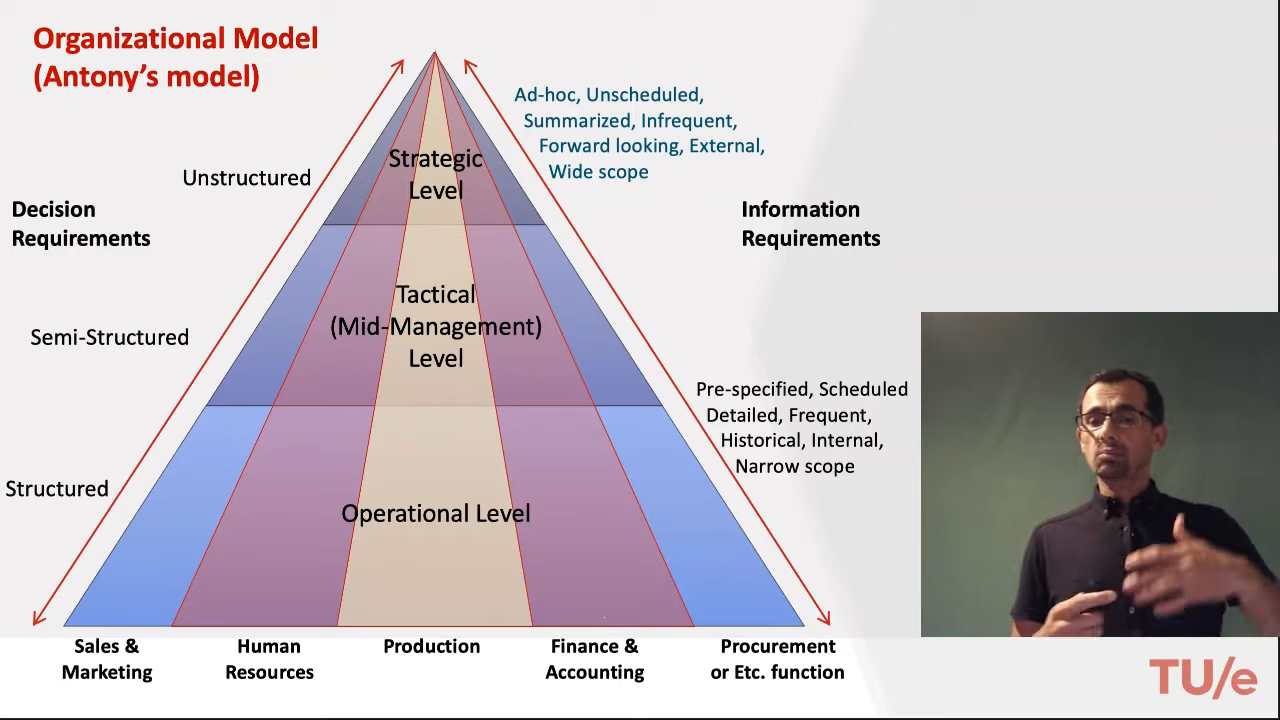 Organizational Model
(Antony's model)
Ad-hoc, Unscheduled,
Summarized, Infrequent,
Forward looking, External,
Wide scope
Strategic
Level
Unstructured
Decision
Requirements
Information
Requirements
Tactical
(Mid-Management)
Level
Semi-Structured
Pre-specified, Scheduled
Detailed, Frequent,
Historical, Internal,
Narrow scope
Structured
Operational Level
Sales &
Marketing
Human
Resources
Production
Finance &
Accounting
Procurement
or Etc. function
TU/e